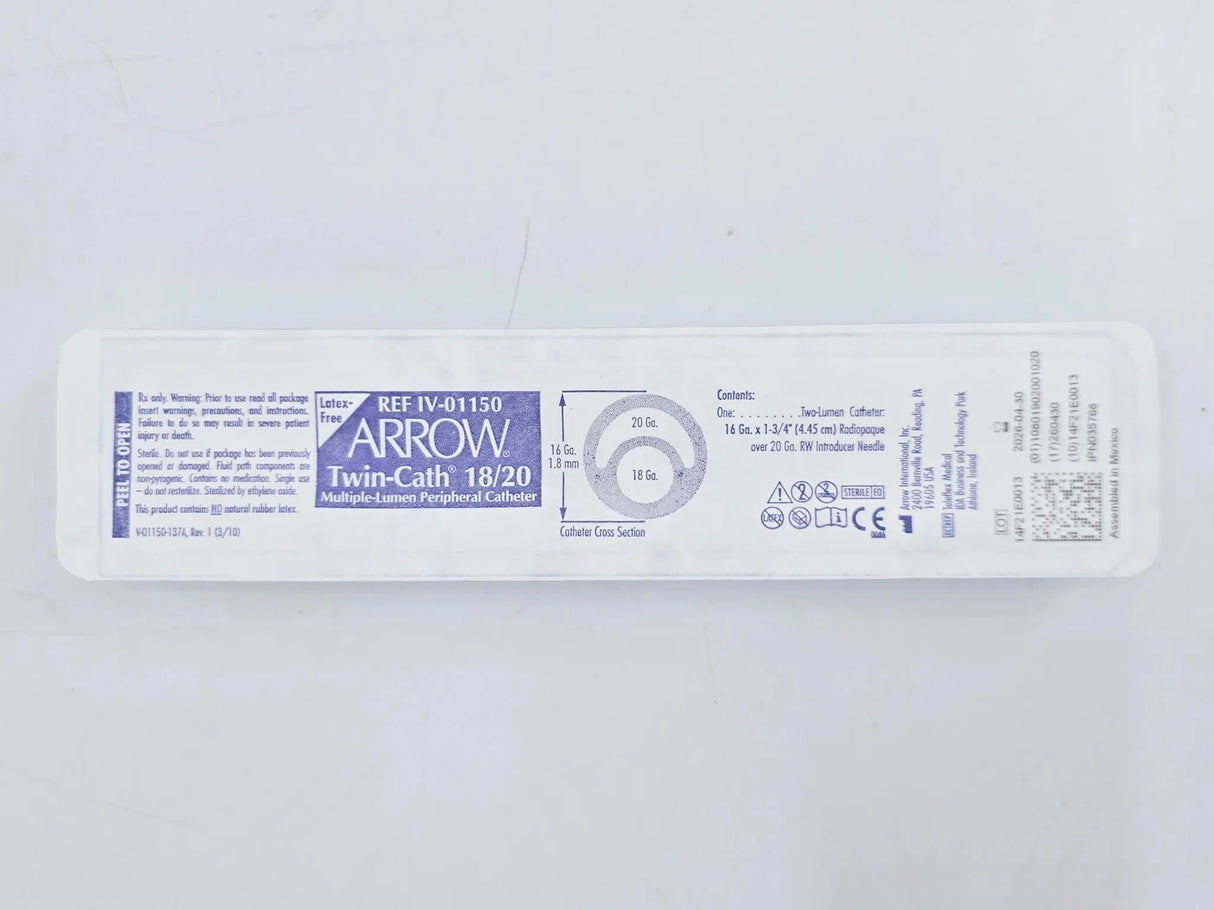 PEEL TO OPEN
Rx only. Warning: Prior to use read all package
insert warnings, precautions, and instructions.
Failure to do so may result in severe patient
injury or death.
Sterile. Do not use if package has been previously
opened or damaged. Fluid path components are
non-pyrogenic. Contains no medication. Single use
– do not resterilize. Sterilized by ethylene oxide.
This product contains NO natural rubber latex.
V-01150-137A, Rev. 1 (3/10)
Latex-
Free
REF IV-01150
ARROW®
Twin-Cath® 18/20
Multiple-Lumen Peripheral Catheter
16 Ga.
1.8 mm
20 Ga.
18 Ga.
Catheter Cross Section
Contents:
One: . . . . . . . . .Two-Lumen Catheter:
16 Ga. x 1-3/4" (4.45 cm) Radiopaque
over 20 Ga. RW Introducer Needle
2
STERILE EO
LATEX
i
CE
0086
Arrow International, Inc.
2400 Bernville Road, Reading, PA
19605 USA
EC REP Teleflex Medical
IDA Business and Technology Park
Athlone, Ireland
LOT
14F21E0013
2026-04-30
(01)10801902001020
(17)260430
(10)14F21E0013
IPN035768
Assembled in Mexico